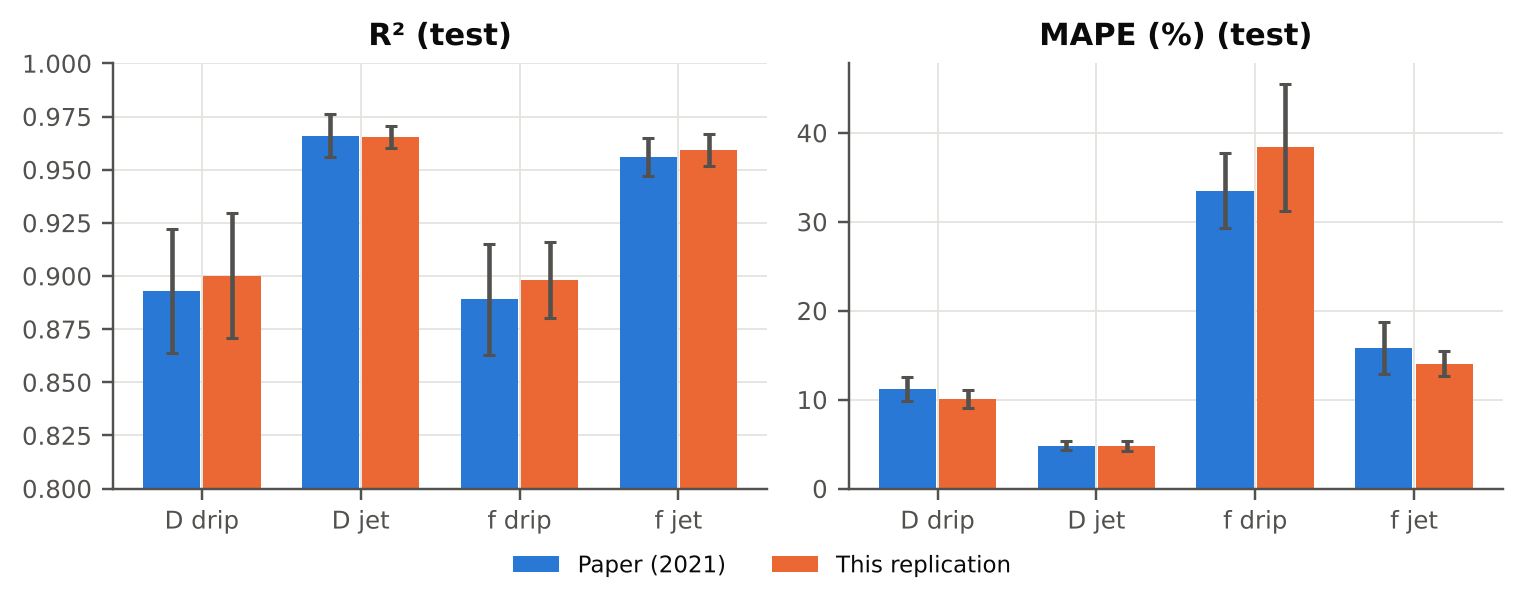 R² (test)
1.000
0.975
0.950
0.925
0.900
0.875
0.850
0.825
0.800
D drip
D jet
f drip
f jet
MAPE (%) (test)
40
30
20
10
0
D drip
D jet
f drip
f jet
Paper (2021)
This replication